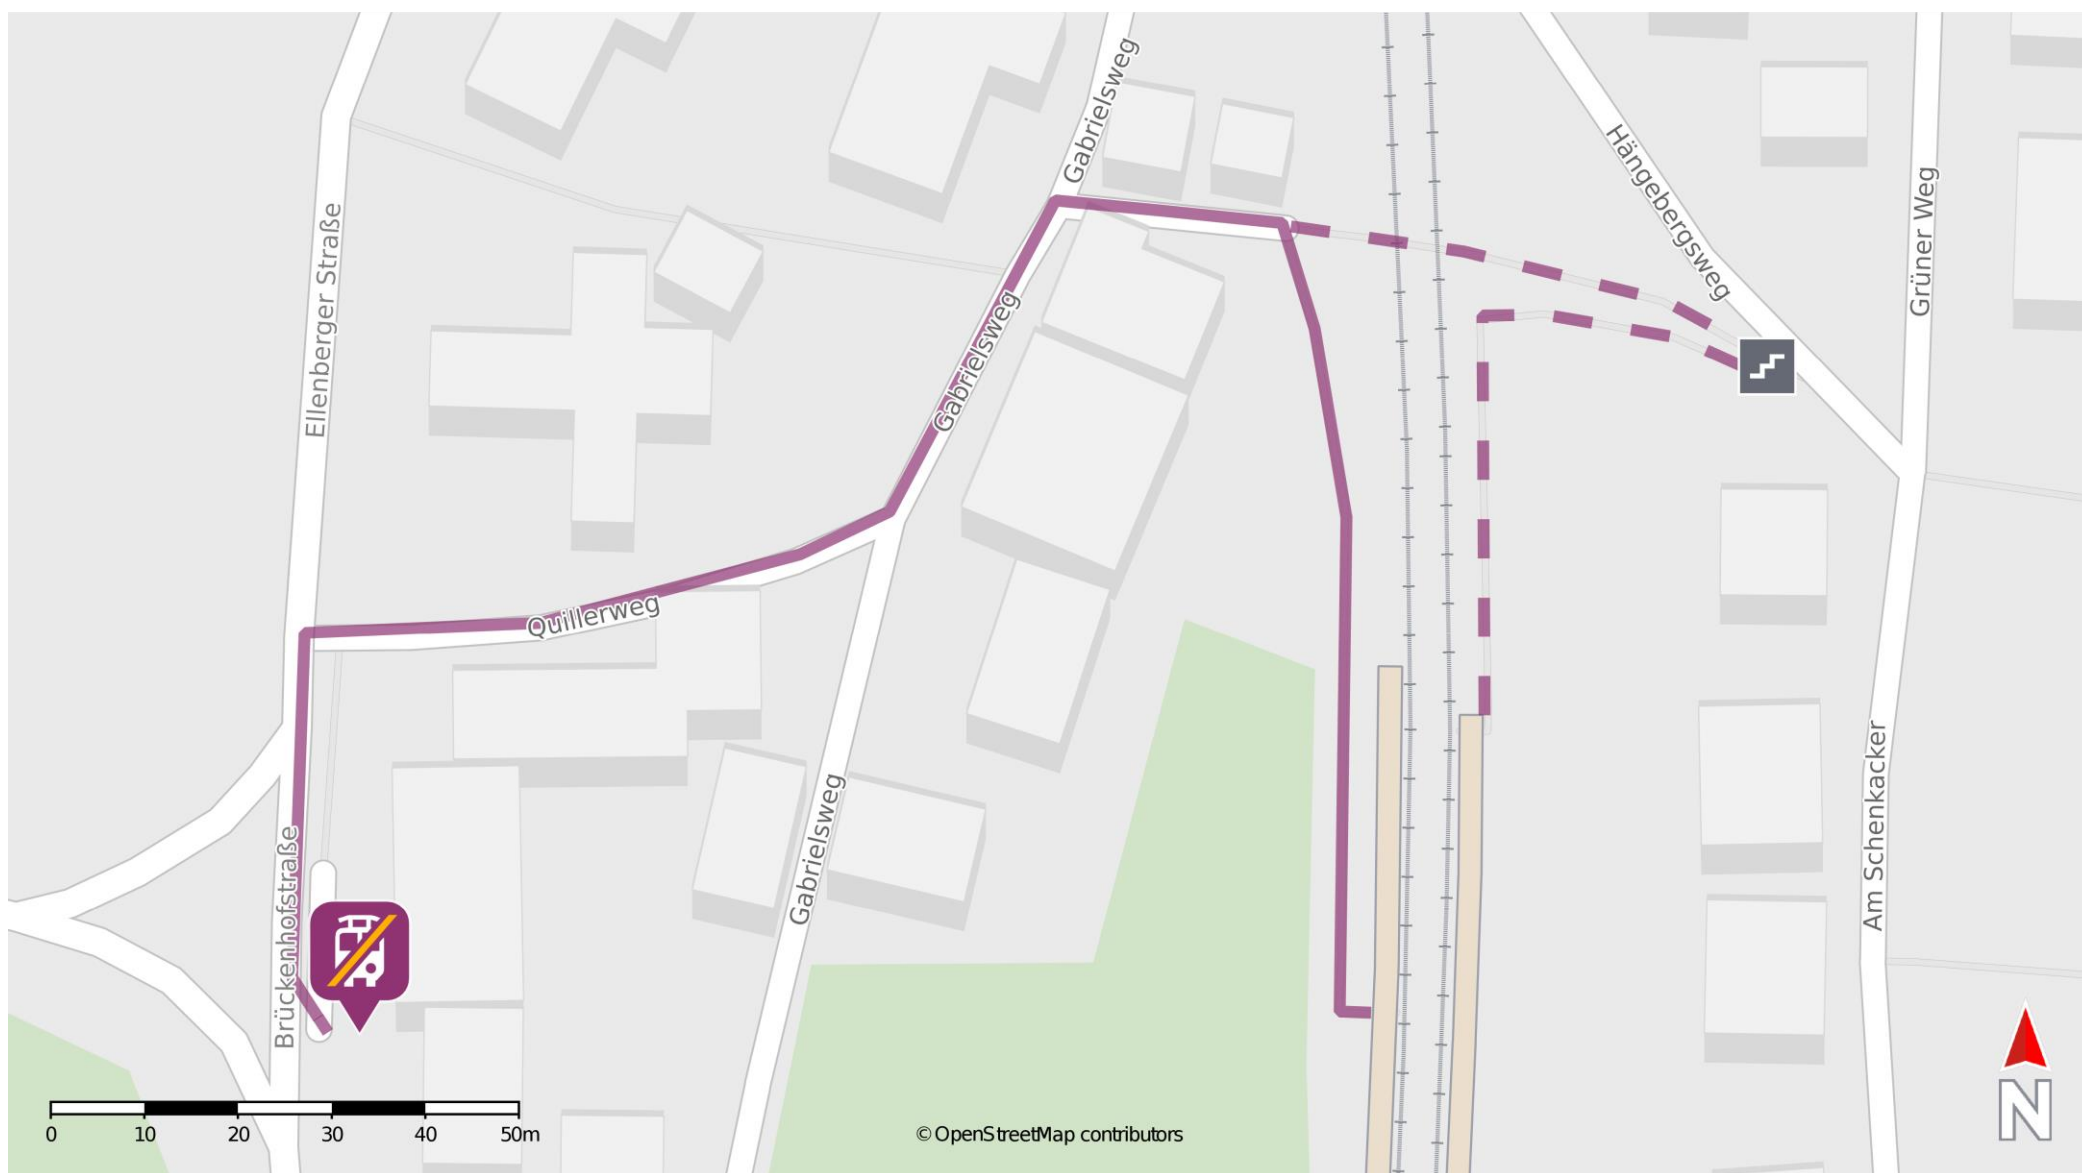 Gabrielsweg
Hängebergsweg
Grüner Weg
Ellenberger Straße
Gabrielsweg
Quillerweg
Gabrielsweg
Am Schenkacker
Brückenhofstraße
0 10 20 30 40 50m
© OpenStreetMap contributors
N